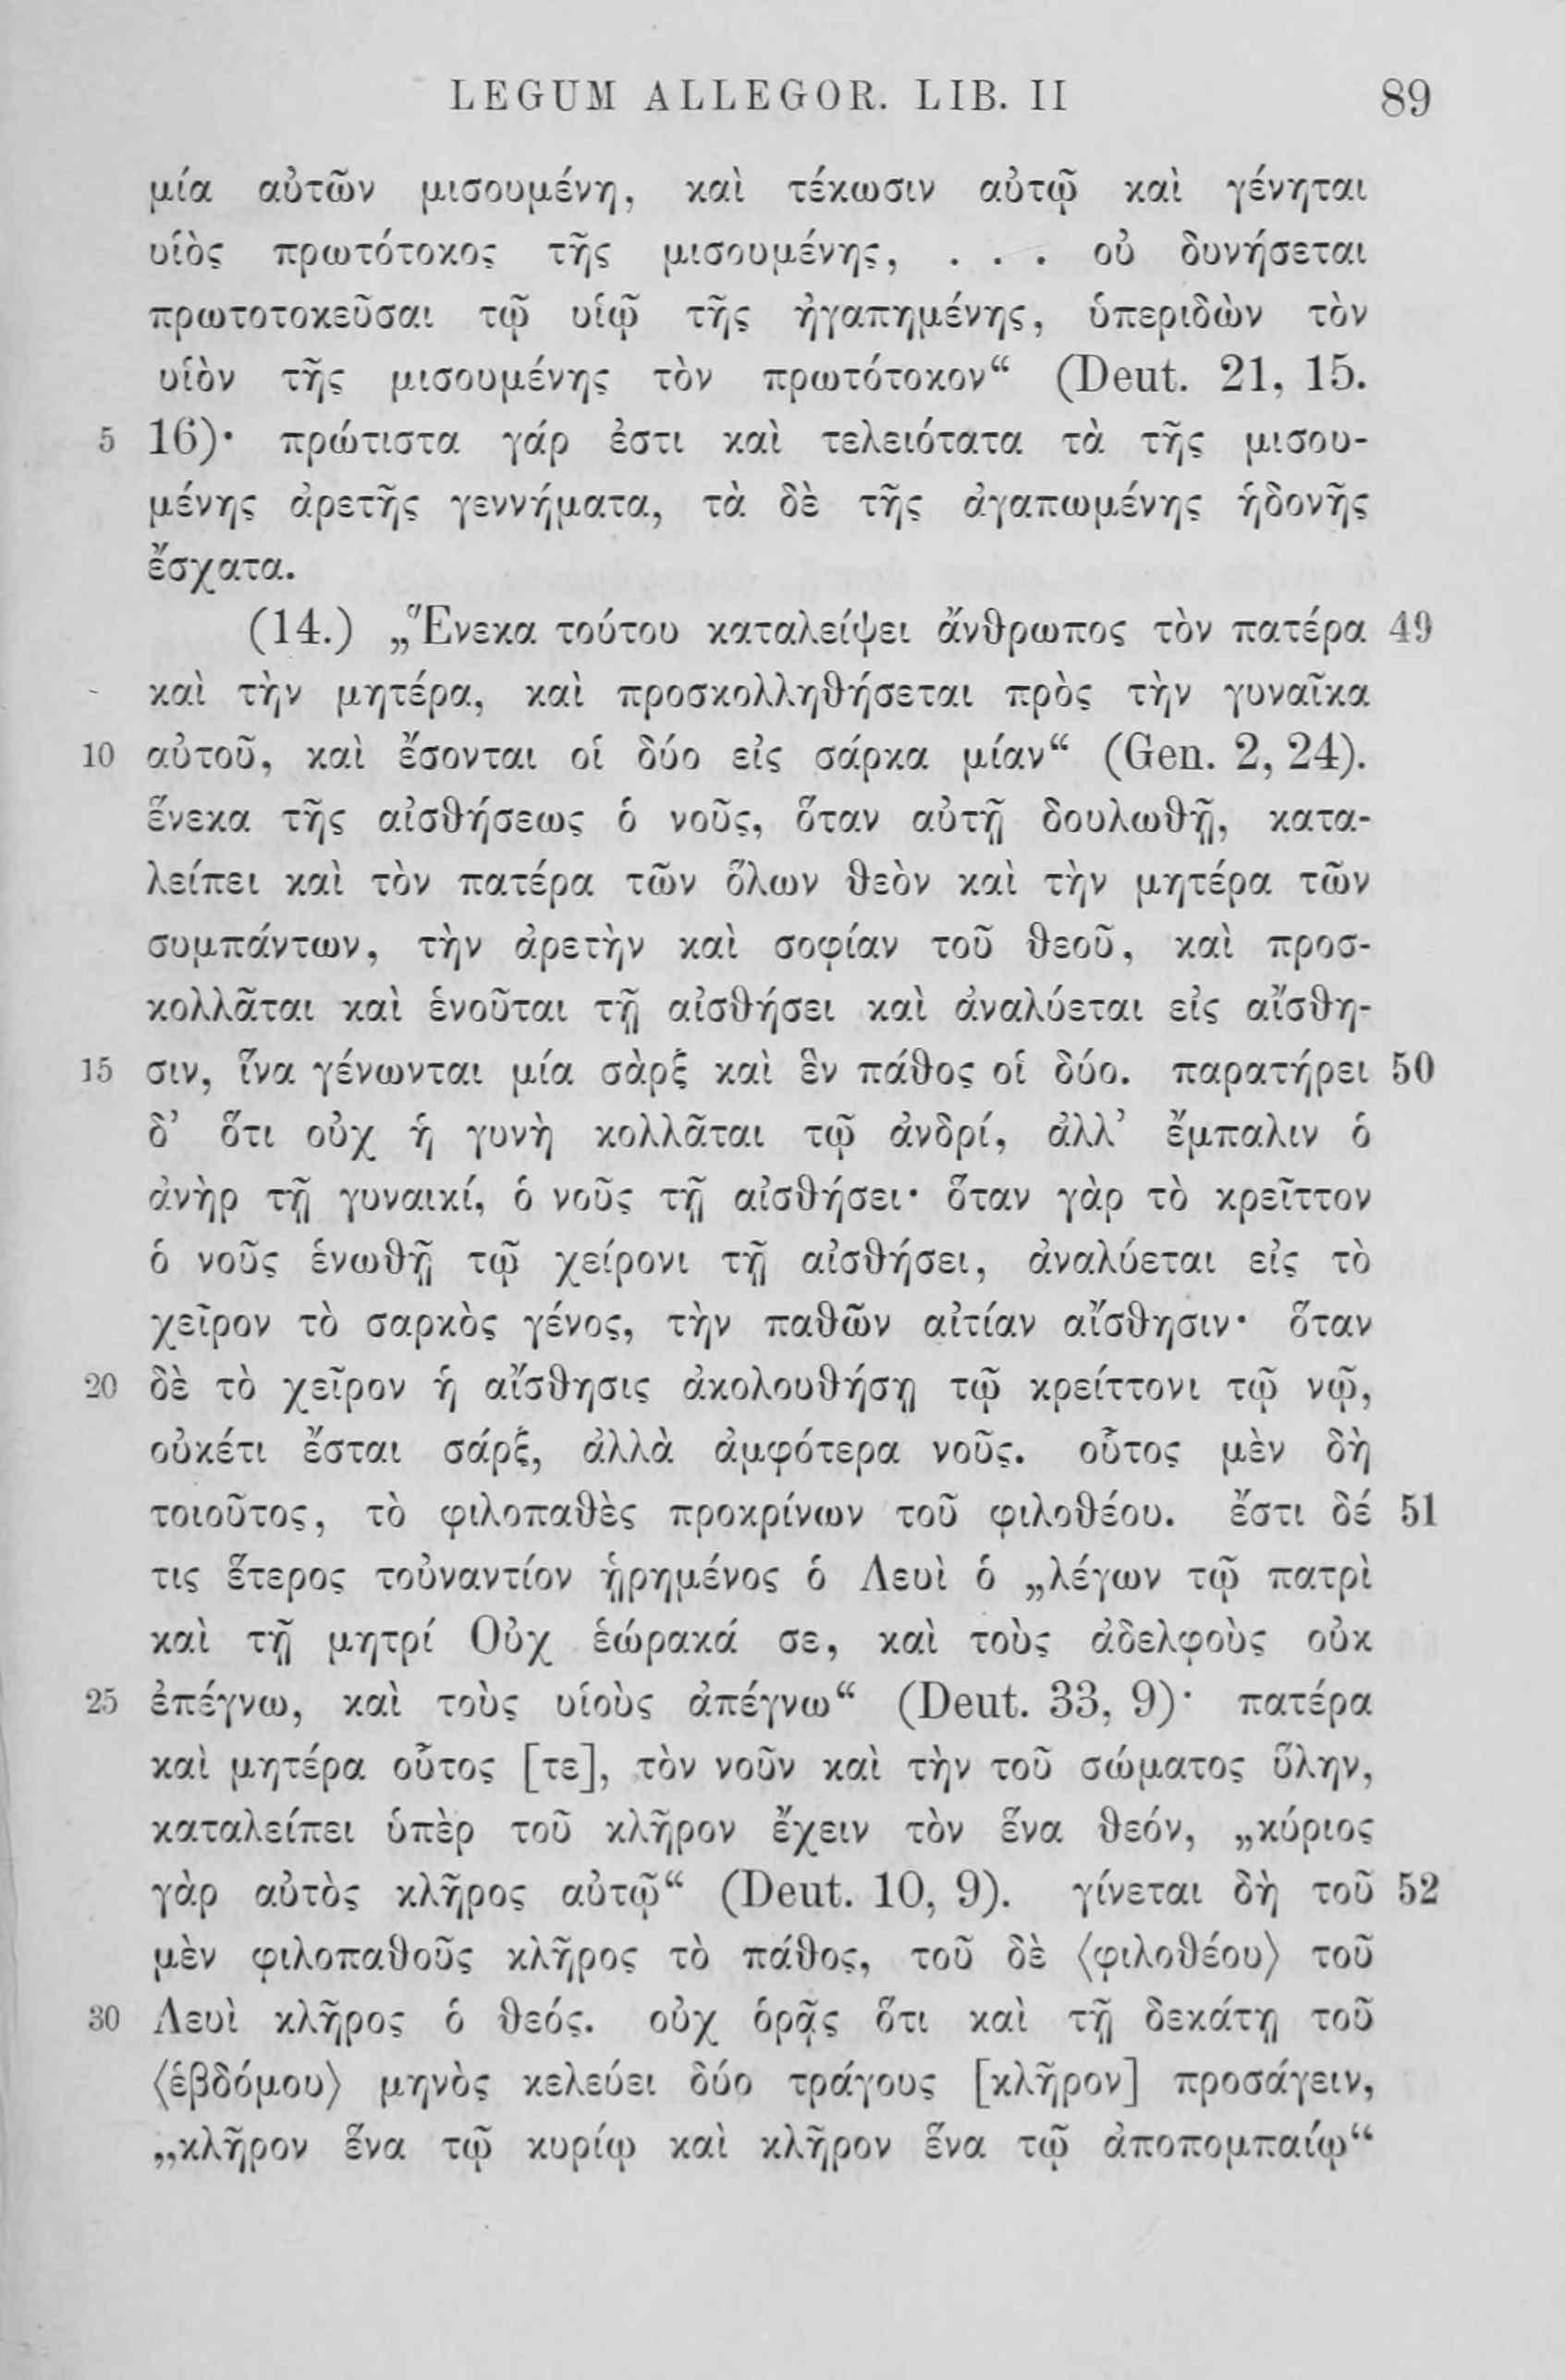 LEGUM ALLEGOR. LIB. II 89
μία αὐτῶν μισουμένη, καὶ τέκωσιν αὐτῷ καὶ γένηται
υἱὸς πρωτότοκος τῆς μισουμένης, . . . οὐ δυνήσεται
πρωτοτοκεῦσαι τῷ υἱῷ τῆς ἠγαπημένης, ὑπεριδὼν τὸν
υἱὸν τῆς μισουμένης τὸν πρωτότοκον“ (Deut. 21, 15.
5 16)· πρώτιστα γάρ ἐστι καὶ τελειότατα τὰ τῆς μισου-
μένης ἀρετῆς γεννήματα, τὰ δὲ τῆς ἀγαπωμένης ἡδονῆς
ἔσχατα.
(14.) „Ἕνεκα τούτου καταλείψει ἄνθρωπος τὸν πατέρα 49
καὶ τὴν μητέρα, καὶ προσκολληθήσεται πρὸς τὴν γυναῖκα
10 αὐτοῦ, καὶ ἔσονται οἱ δύο εἰς σάρκα μίαν“ (Gen. 2, 24).
ἕνεκα τῆς αἰσθήσεως ὁ νοῦς, ὅταν αὐτῇ δουλωθῇ, κατα-
λείπει καὶ τὸν πατέρα τῶν ὅλων θεὸν καὶ τὴν μητέρα τῶν
συμπάντων, τὴν ἀρετὴν καὶ σοφίαν τοῦ θεοῦ, καὶ προσ-
κολλᾶται καὶ ἑνοῦται τῇ αἰσθήσει καὶ ἀναλύεται εἰς αἴσθη-
15 σιν, ἵνα γένωνται μία σὰρξ καὶ ἓν πάθος οἱ δύο. παρατήρει 50
δ’ ὅτι οὐχ ἡ γυνὴ κολλᾶται τῷ ἀνδρί, ἀλλ’ ἔμπαλιν ὁ
ἀνὴρ τῇ γυναικί, ὁ νοῦς τῇ αἰσθήσει· ὅταν γὰρ τὸ κρεῖττον
ὁ νοῦς ἑνωθῇ τῷ χείρονι τῇ αἰσθήσει, ἀναλύεται εἰς τὸ
χεῖρον τὸ σαρκὸς γένος, τὴν παθῶν αἰτίαν αἴσθησιν· ὅταν
20 δὲ τὸ χεῖρον ἡ αἴσθησις ἀκολουθήσῃ τῷ κρείττονι τῷ νῷ,
οὐκέτι ἔσται σάρξ, ἀλλὰ ἀμφότερα νοῦς. οὗτος μὲν δὴ
τοιοῦτος, τὸ φιλοπαθὲς προκρίνων τοῦ φιλοθέου. ἔστι δέ 51
τις ἕτερος τοὐναντίον ᾑρημένος ὁ Λευὶ ὁ „λέγων τῷ πατρὶ
καὶ τῇ μητρί Οὐχ ἑώρακά σε, καὶ τοὺς ἀδελφοὺς οὐκ
25 ἐπέγνω, καὶ τοὺς υἱοὺς ἀπέγνω“ (Deut. 33, 9)· πατέρα
καὶ μητέρα οὗτος [τε], τὸν νοῦν καὶ τὴν τοῦ σώματος ὕλην,
καταλείπει ὑπὲρ τοῦ κλῆρον ἔχειν τὸν ἕνα θεόν, „κύριος
γὰρ αὐτὸς κλῆρος αὐτῷ“ (Deut. 10, 9). γίνεται δὴ τοῦ 52
μὲν φιλοπαθοῦς κλῆρος τὸ πάθος, τοῦ δὲ ⟨φιλοθέου⟩ τοῦ
30 Λευὶ κλῆρος ὁ θεός. οὐχ ὁρᾷς ὅτι καὶ τῇ δεκάτῃ τοῦ
⟨ἑβδόμου⟩ μηνὸς κελεύει δύο τράγους [κλῆρον] προσάγειν,
„κλῆρον ἕνα τῷ κυρίῳ καὶ κλῆρον ἕνα τῷ ἀποπομπαίῳ“